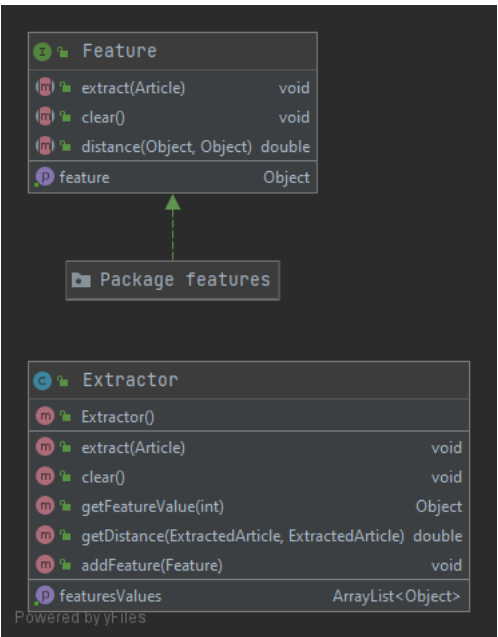 Feature
extract(Article) void
clear() void
distance(Object, Object) double
feature Object
Package features
Extractor
Extractor()
extract(Article) void
clear() void
getFeatureValue(int) Object
getDistance(ExtractedArticle, ExtractedArticle) double
addFeature(Feature) void
featuresValues ArrayList<Object>
Powered by yFiles